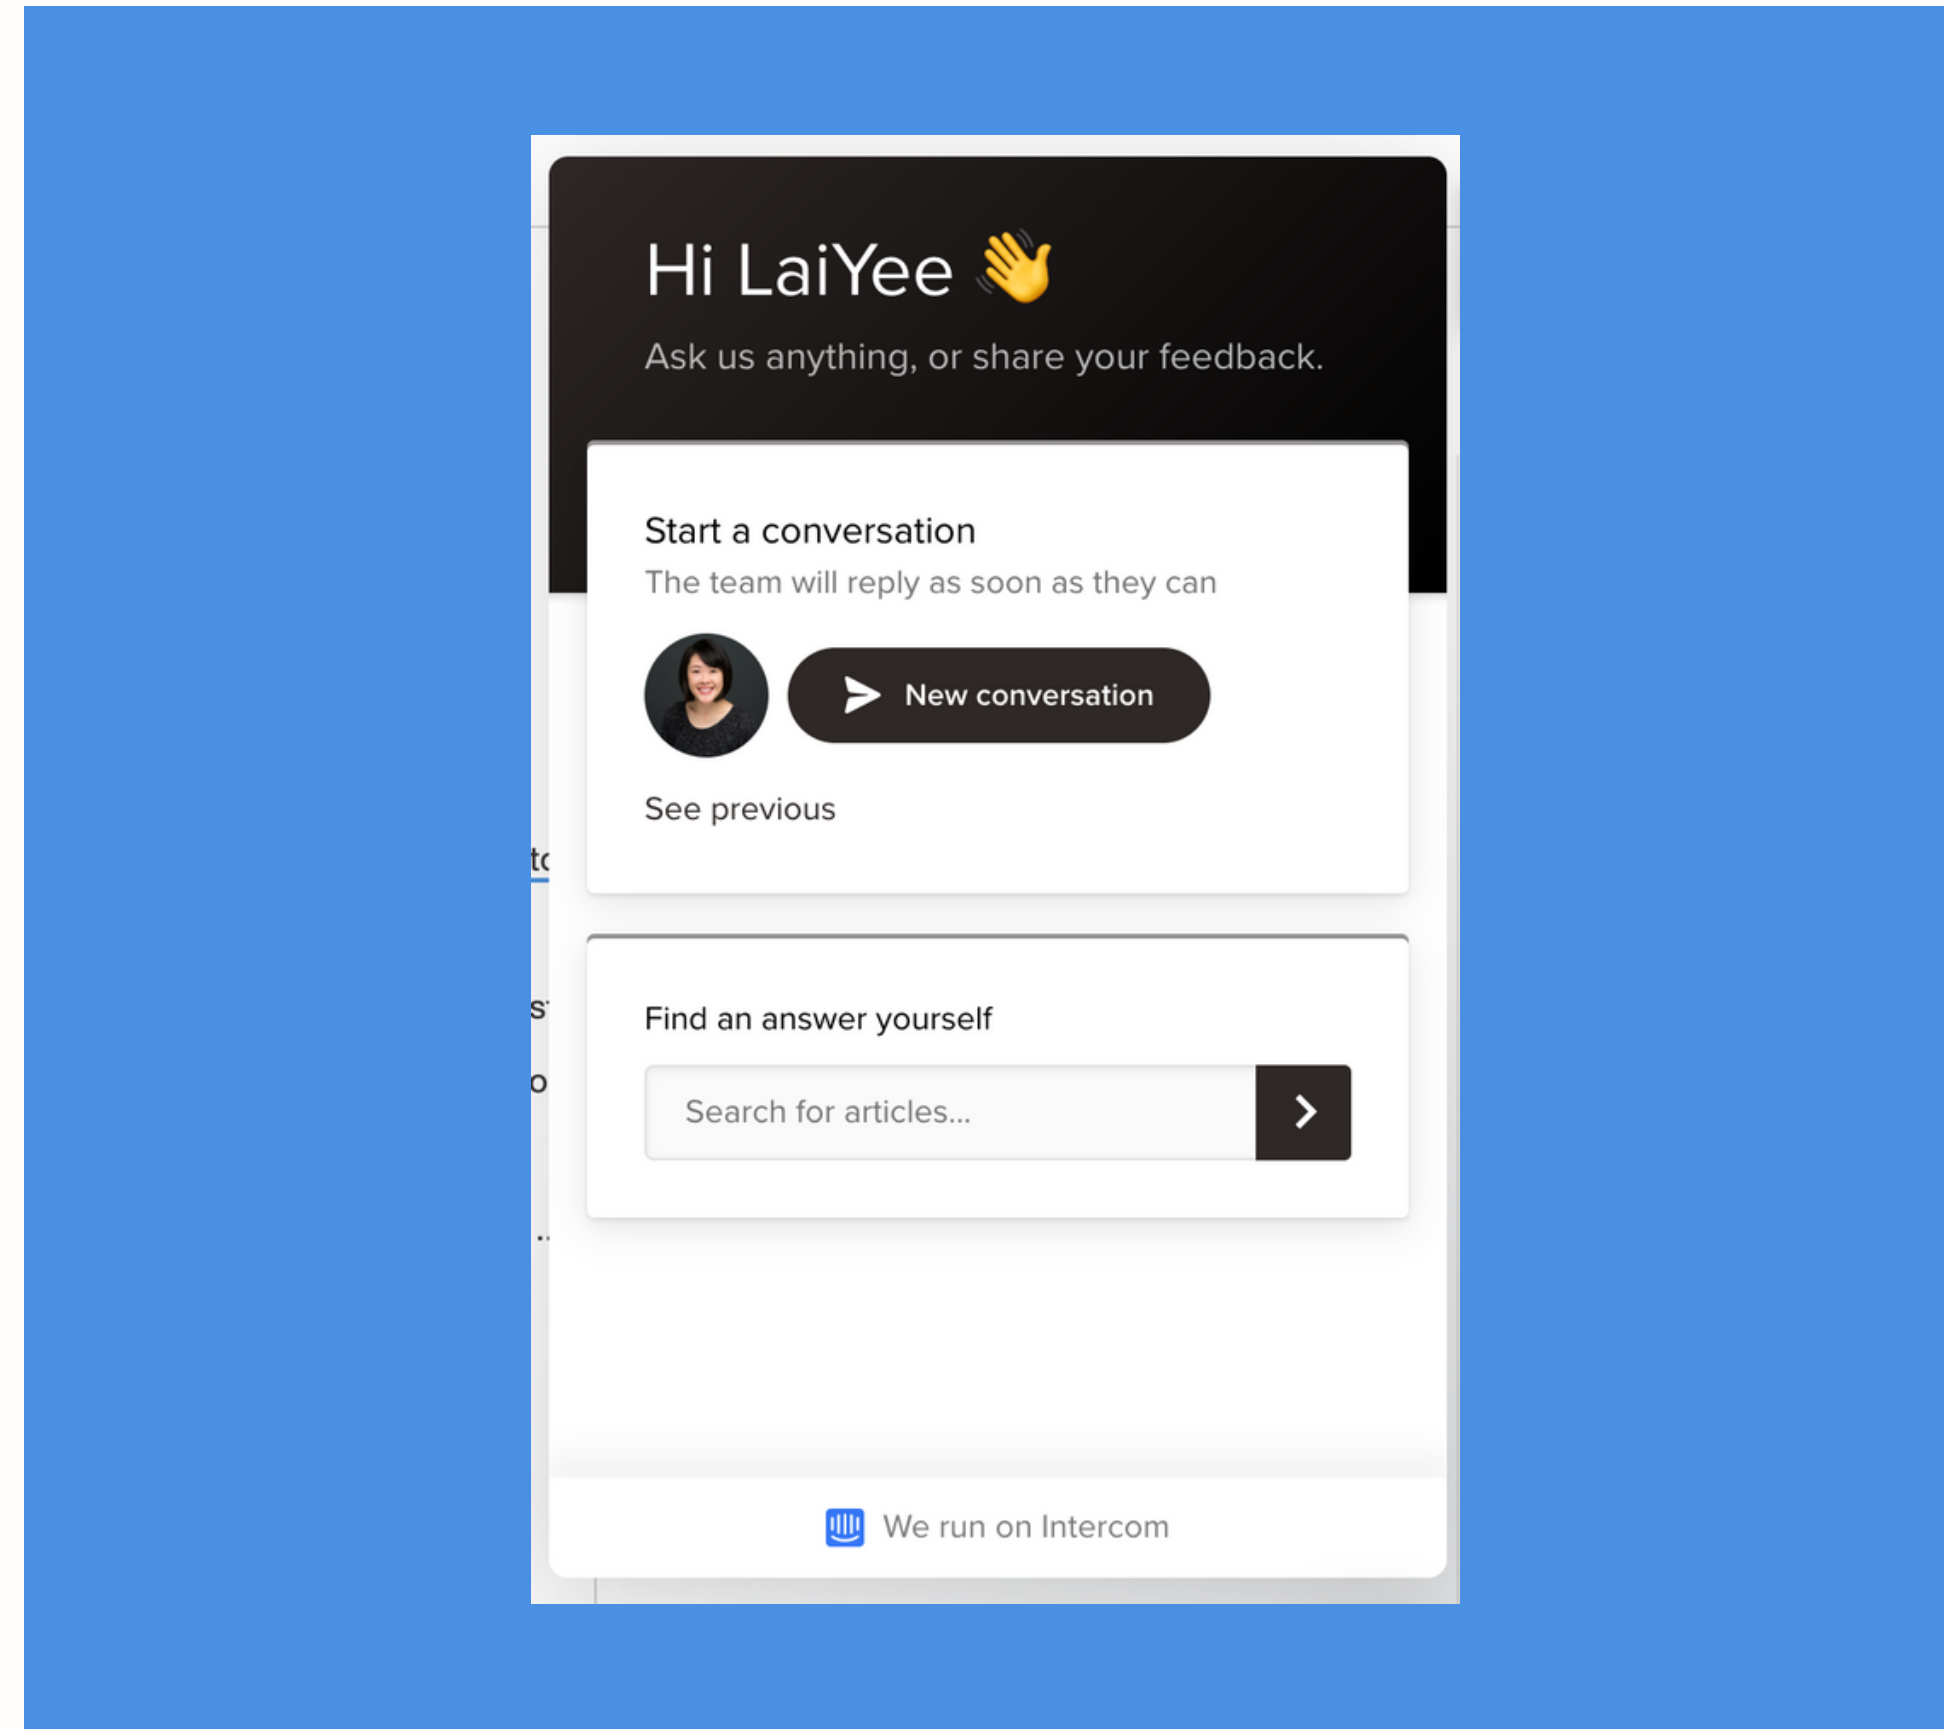 Hi LaiYee 👋
Ask us anything, or share your feedback.
Start a conversation
The team will reply as soon as they can
New conversation
See previous
Find an answer yourself
Search for articles...
We run on Intercom